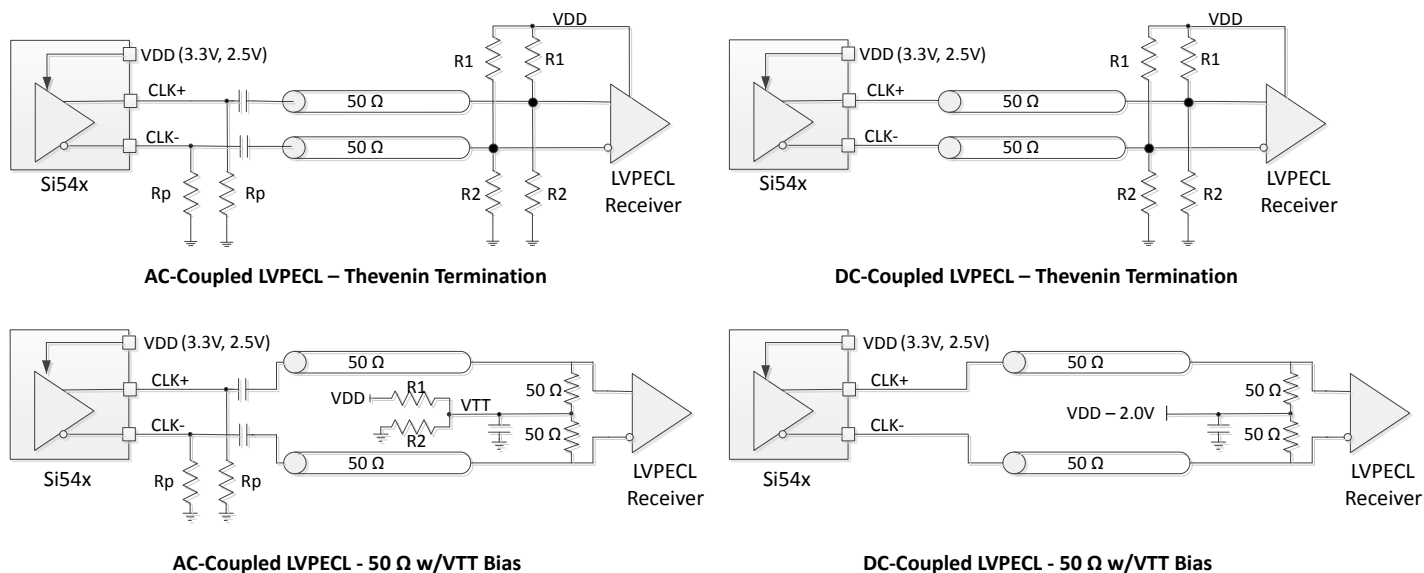 VDD
VDD (3.3V, 2.5V)
R1
R1
CLK+
50 Ω
CLK-
50 Ω
Si54x
Rp
Rp
R2
R2
LVPECL
Receiver
AC-Coupled LVPECL – Thevenin Termination
VDD
VDD (3.3V, 2.5V)
R1
R1
CLK+
50 Ω
CLK-
50 Ω
Si54x
R2
R2
LVPECL
Receiver
DC-Coupled LVPECL – Thevenin Termination
VDD (3.3V, 2.5V)
50 Ω
CLK+
R1
50 Ω
VDD
VTT
CLK-
R2
50 Ω
50 Ω
Si54x
Rp
Rp
LVPECL
Receiver
AC-Coupled LVPECL - 50 Ω w/VTT Bias
VDD (3.3V, 2.5V)
50 Ω
CLK+
50 Ω
VDD – 2.0V
CLK-
50 Ω
50 Ω
Si54x
LVPECL
Receiver
DC-Coupled LVPECL - 50 Ω w/VTT Bias